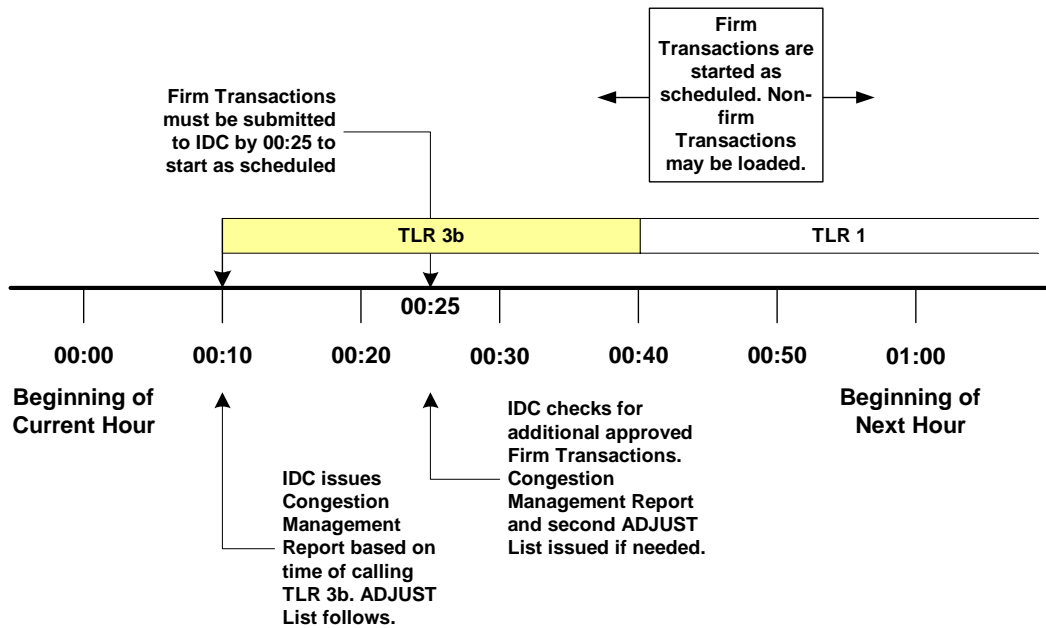 Firm
Transactions are
started as
scheduled. Non-
firm
Transactions
may be loaded.
Firm Transactions
must be submitted
to IDC by 00:25 to
start as scheduled
TLR 3b
TLR 1
00:25
00:00
00:10
00:20
00:30
00:40
00:50
01:00
Beginning of
Current Hour
Beginning of
Next Hour
IDC issues
Congestion
Management
Report based on
time of calling
TLR 3b. ADJUST
List follows.
IDC checks for
additional approved
Firm Transactions.
Congestion
Management Report
and second ADJUST
List issued if needed.